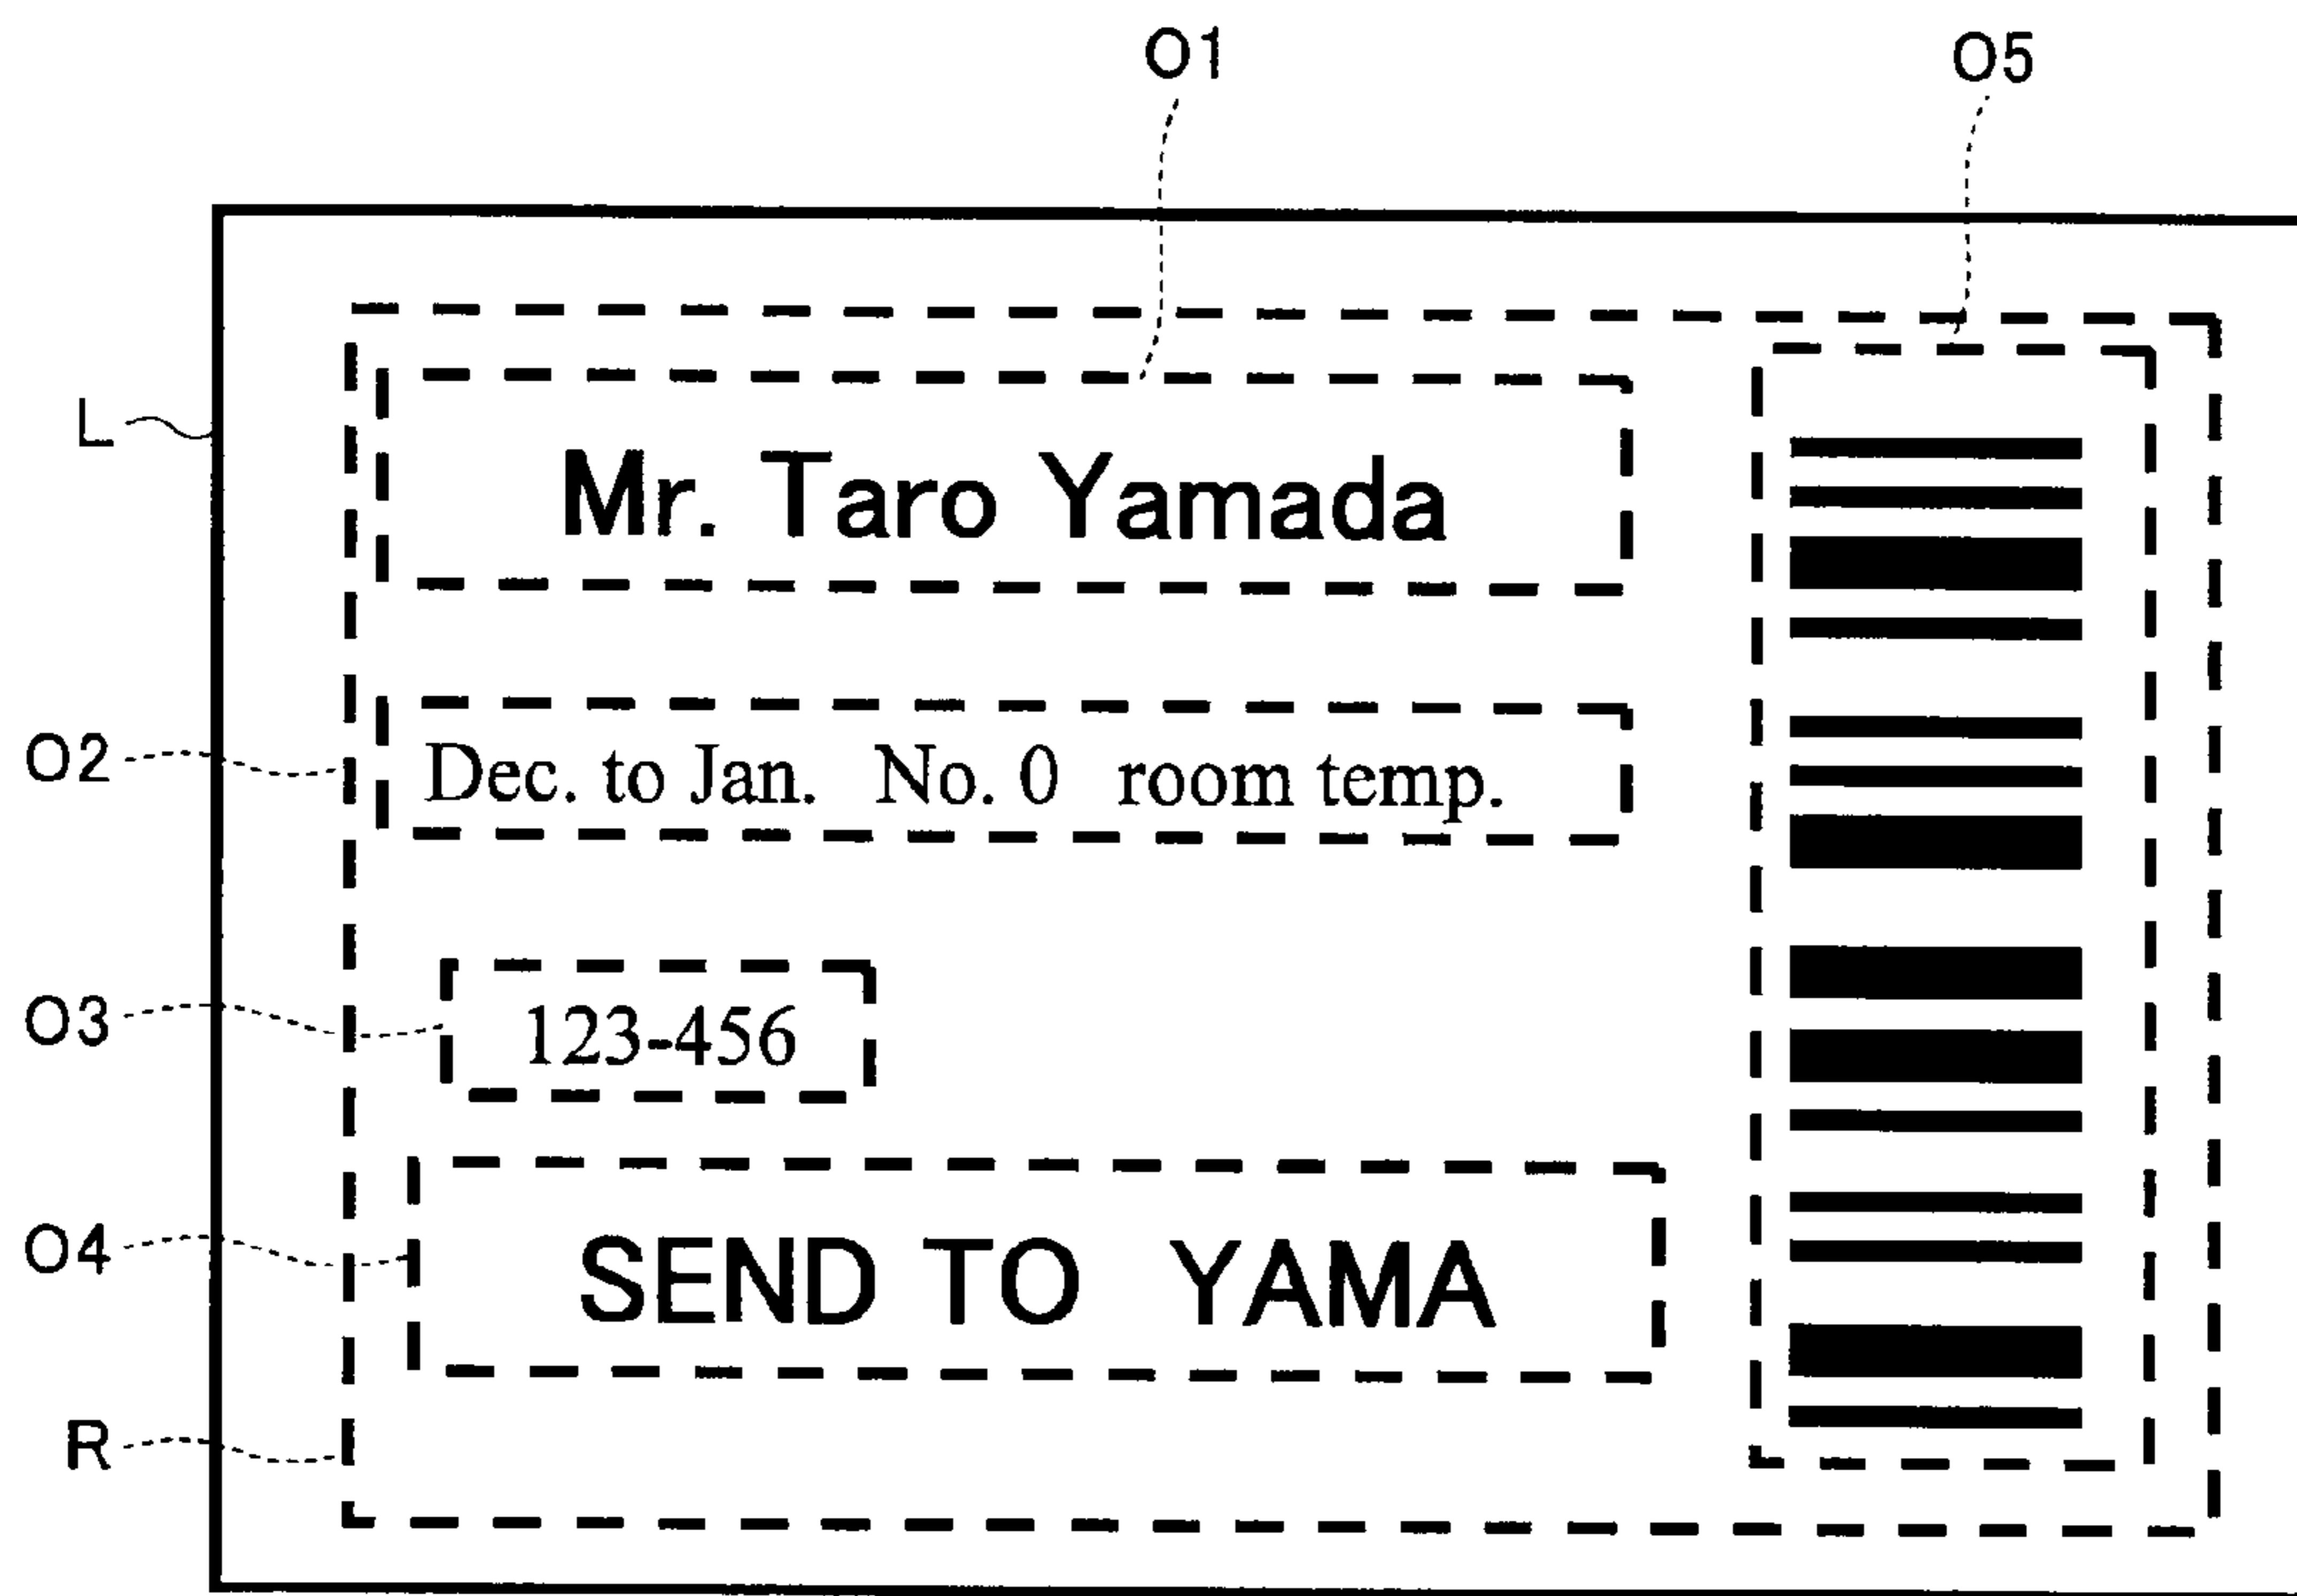 O1 O5
L
Mr. Taro Yamada
O2
Dec. to Jan. No. 0 room temp.
O3
123-456
O4
SEND TO YAMA
R